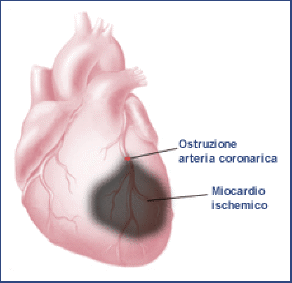 Ostruzione
arteria coronarica
Miocardio
ischemico